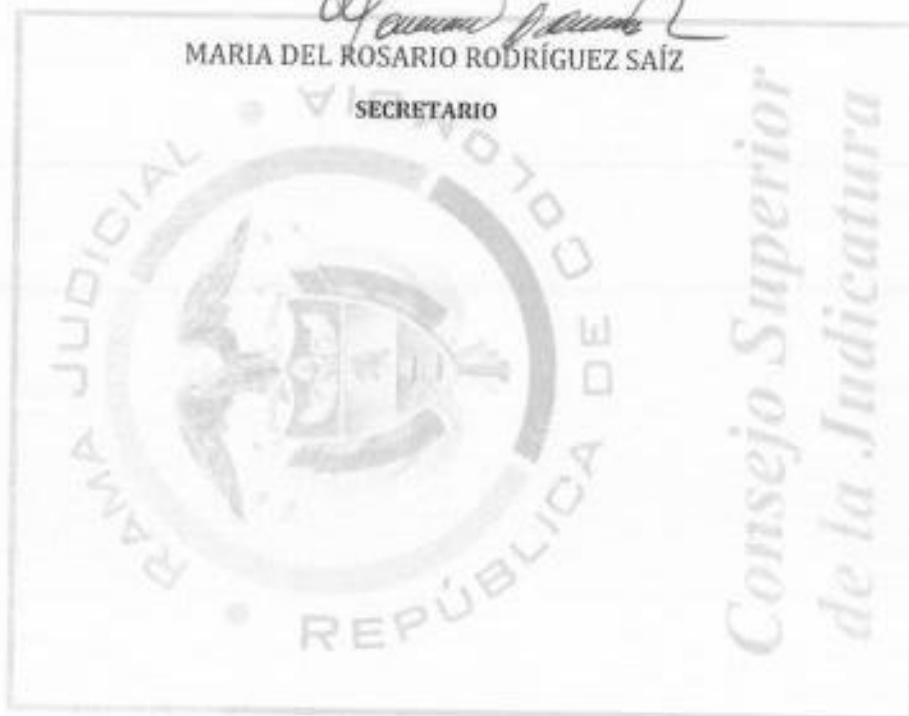 MARIA DEL ROSARIO RODRÍGUEZ SAÍZ
SECRETARIO
RAMA JUDICIAL
REPÚBLICA DE COLOMBIA
Consejo Superior
de la Judicatura